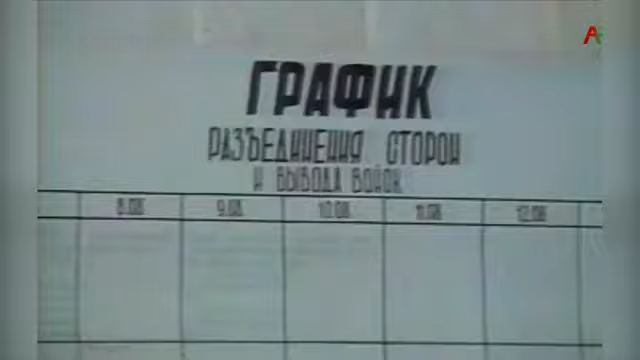 ГРАФИК
РАЗЪЕДИНЕНИЯ СТОРОН
И ВЫВОДА ВОЙСК
8.08 9.08 10.08 11.08 12.08